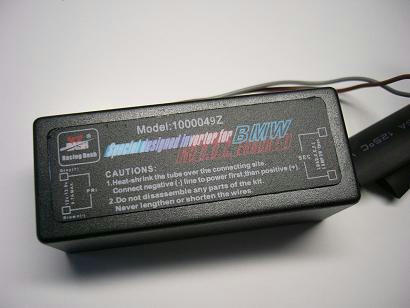 Model:1000049Z
Special designed inverter for BMW
Racing Dash
CAUTIONS:
1.Heat-shrink the tube over the connecting site.
Connect negative (-) line to power first,then positive (+).
2.Do not disassemble any parts of the kit.
Never lengthen or shorten the wires
PRI
A 125°C